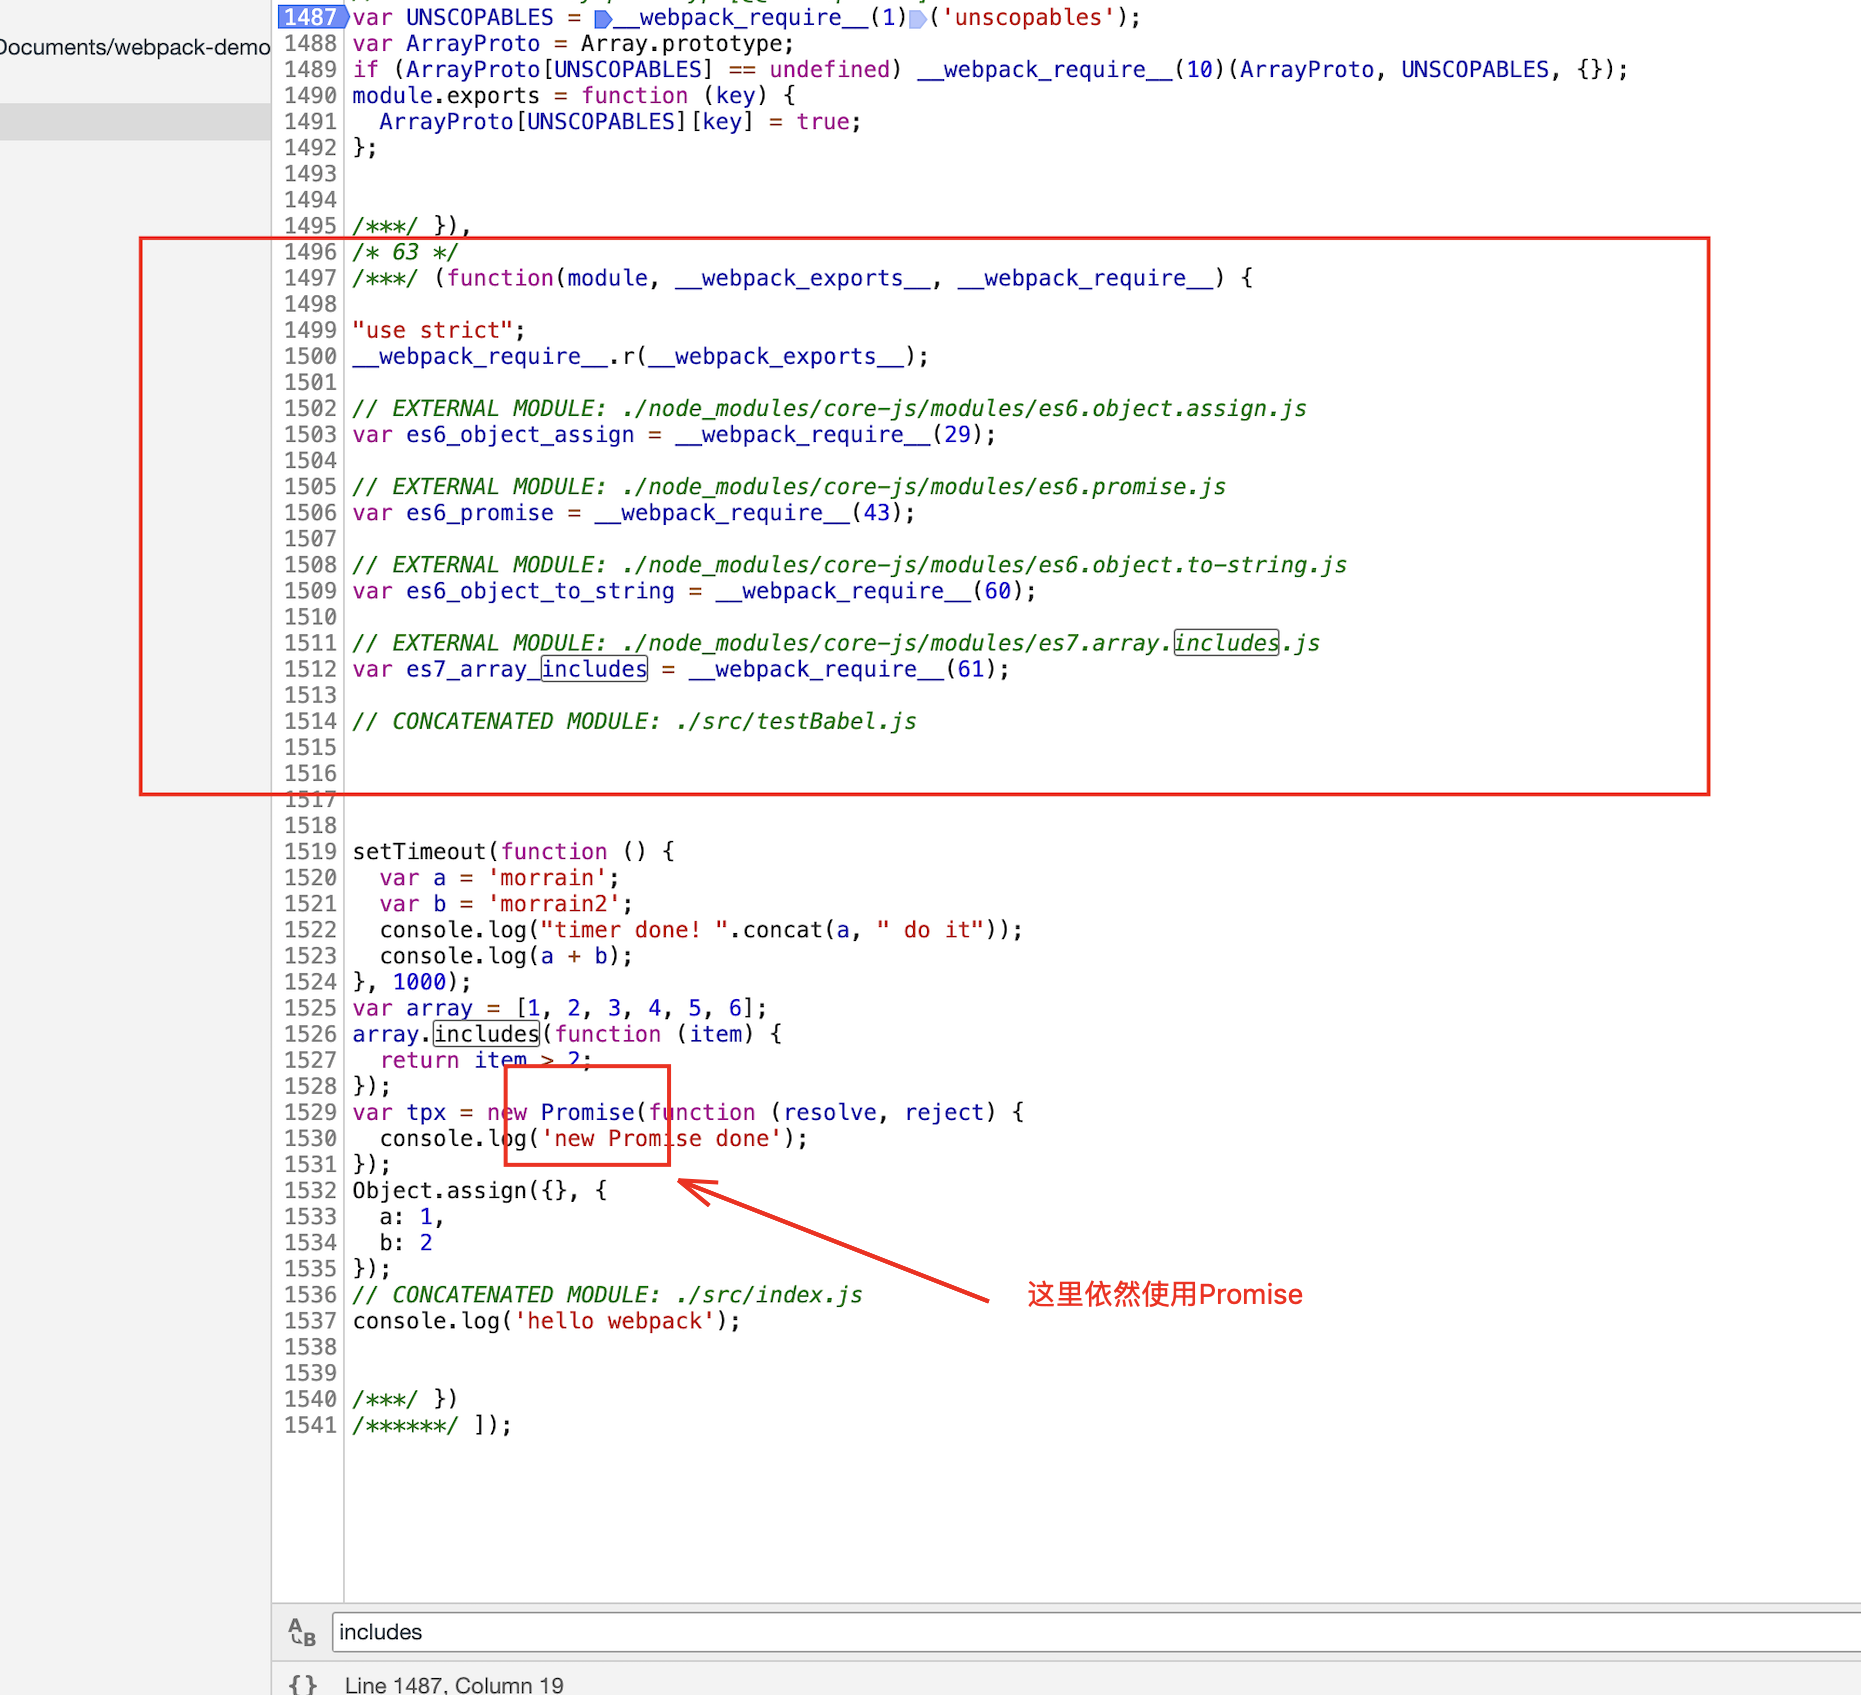 Documents/webpack-demo
1487 var UNSCOPABLES = __webpack_require__(1)('unscopables');
1488 var ArrayProto = Array.prototype;
1489 if (ArrayProto[UNSCOPABLES] == undefined) __webpack_require__(10)(ArrayProto, UNSCOPABLES, {});
1490 module.exports = function (key) {
1491   ArrayProto[UNSCOPABLES][key] = true;
1492 };
1493
1494
1495 /***/ }),
1496 /* 63 */
1497 /***/ (function(module, __webpack_exports__, __webpack_require__) {
1498
1499 "use strict";
1500 __webpack_require__.r(__webpack_exports__);
1501
1502 // EXTERNAL MODULE: ./node_modules/core-js/modules/es6.object.assign.js
1503 var es6_object_assign = __webpack_require__(29);
1504
1505 // EXTERNAL MODULE: ./node_modules/core-js/modules/es6.promise.js
1506 var es6_promise = __webpack_require__(43);
1507
1508 // EXTERNAL MODULE: ./node_modules/core-js/modules/es6.object.to-string.js
1509 var es6_object_to_string = __webpack_require__(60);
1510
1511 // EXTERNAL MODULE: ./node_modules/core-js/modules/es7.array.includes.js
1512 var es7_array_includes = __webpack_require__(61);
1513
1514 // CONCATENATED MODULE: ./src/testBabel.js
1515
1516
1517
1518
1519 setTimeout(function () {
1520   var a = 'morrain';
1521   var b = 'morrain2';
1522   console.log("timer done! ".concat(a, " do it"));
1523   console.log(a + b);
1524 }, 1000);
1525 var array = [1, 2, 3, 4, 5, 6];
1526 array.includes(function (item) {
1527   return item > 2;
1528 });
1529 var tpx = new Promise(function (resolve, reject) {
1530   console.log('new Promise done');
1531 });
1532 Object.assign({}, {
1533   a: 1,
1534   b: 2
1535 });
1536 // CONCATENATED MODULE: ./src/index.js
1537 console.log('hello webpack');
1538
1539
1540 /***/ })
1541 /******/ ]);
这里依然使用Promise
includes
{} Line 1487, Column 19